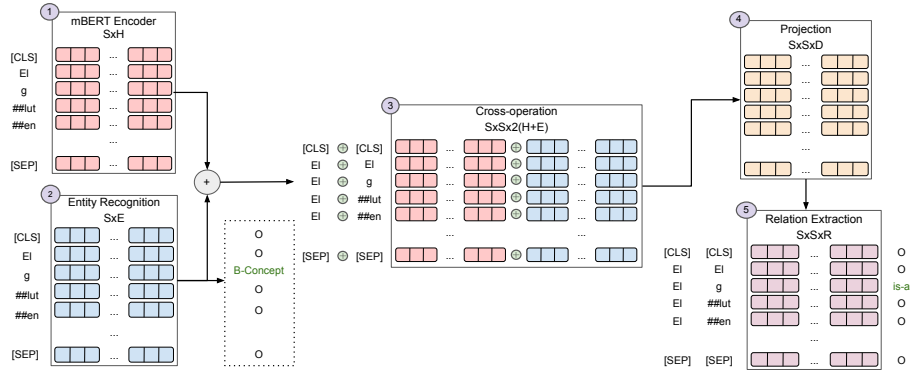 1
mBERT Encoder
SxH
[CLS] ... 
El ...
g ...
##lut ...
##en ...
...
[SEP] ...
2
Entity Recognition
SxE
[CLS] ... O
El ... O
g ... B-Concept
##lut ... O
##en ... O
...
[SEP] ... O
+
3
Cross-operation
SxSx2(H+E)
[CLS] ⊕ [CLS] ... ⊕ ...
El ⊕ El ... ⊕ ...
El ⊕ g ... ⊕ ...
El ⊕ ##lut ... ⊕ ...
El ⊕ ##en ... ⊕ ...
... ...
[SEP] ⊕ [SEP] ... ⊕ ...
4
Projection
SxSxD
...
...
...
...
...
...
...
5
Relation Extraction
SxSxR
[CLS] [CLS] ... O
El El ... O
El g ... is-a
El ##lut ... O
El ##en ... O
...
[SEP] [SEP] ... O